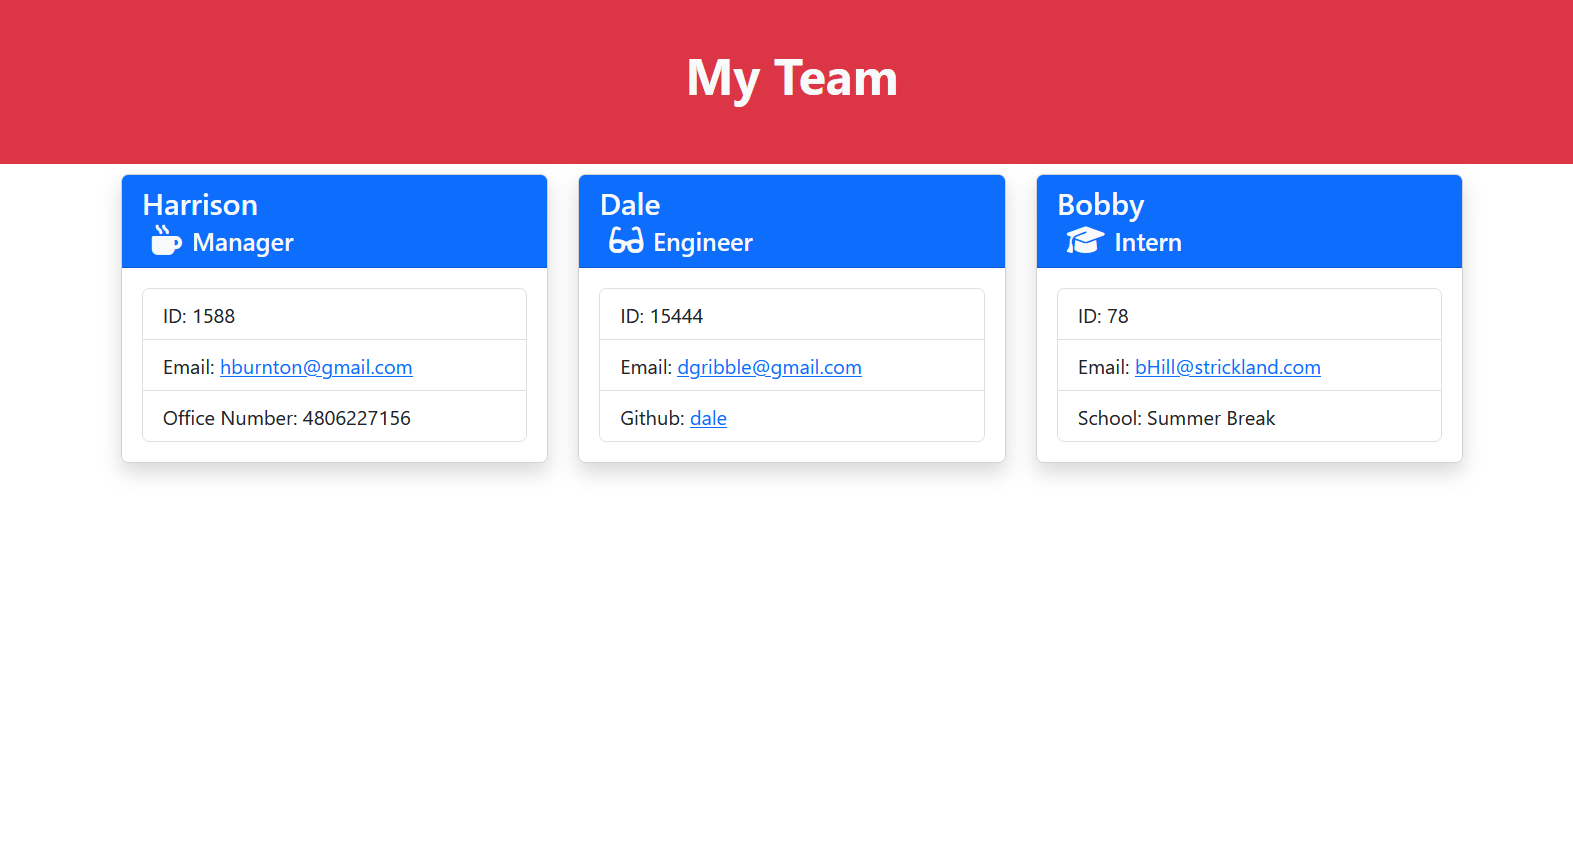 My Team
Harrison
Manager
ID: 1588
Email: hburnton@gmail.com
Office Number: 4806227156
Dale
Engineer
ID: 15444
Email: dgribble@gmail.com
Github: dale
Bobby
Intern
ID: 78
Email: bHill@strickland.com
School: Summer Break